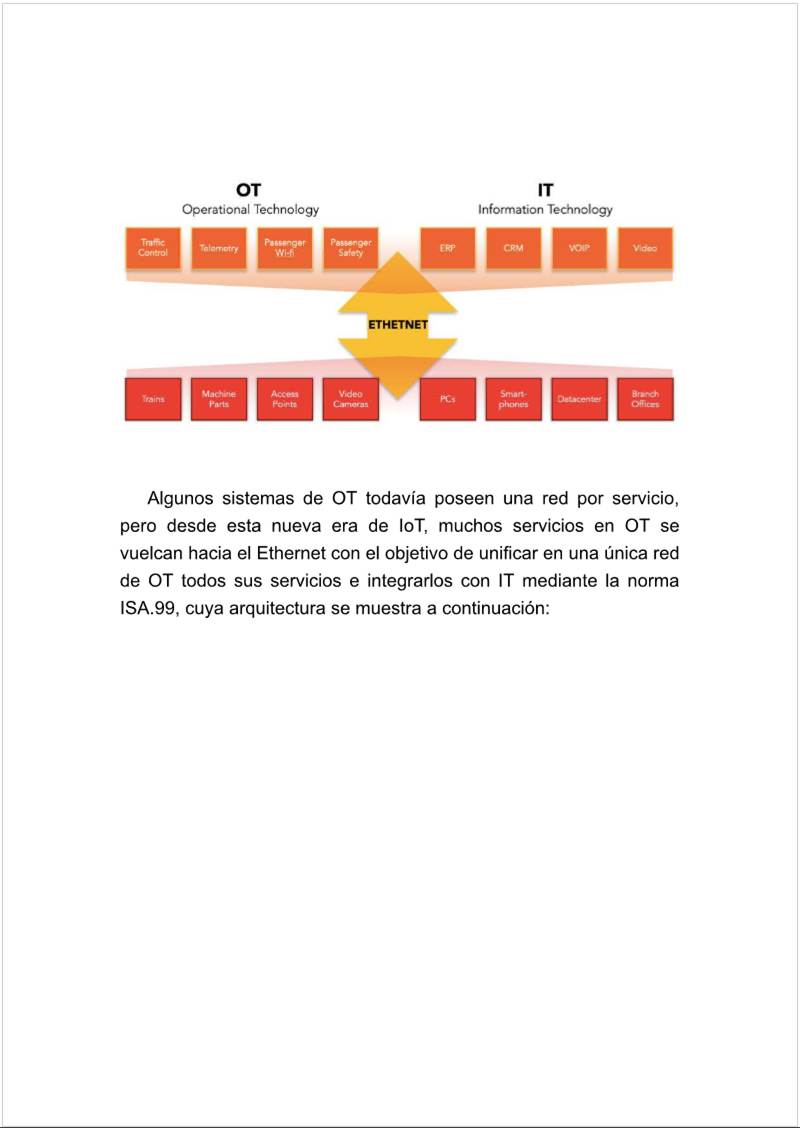 OT
Operational Technology
IT
Information Technology
Traffic
Control
Telemetry
Passenger
Wi-fi
Passenger
Safety
ERP
CRM
VOIP
Video
ETHETNET
Trains
Machine
Parts
Access
Points
Video
Cameras
PCs
Smart-
phones
Datacenter
Branch
Offices
Algunos sistemas de OT todavía poseen una red por servicio,
pero desde esta nueva era de IoT, muchos servicios en OT se
vuelcan hacia el Ethernet con el objetivo de unificar en una única red
de OT todos sus servicios e integrarlos con IT mediante la norma
ISA.99, cuya arquitectura se muestra a continuación: